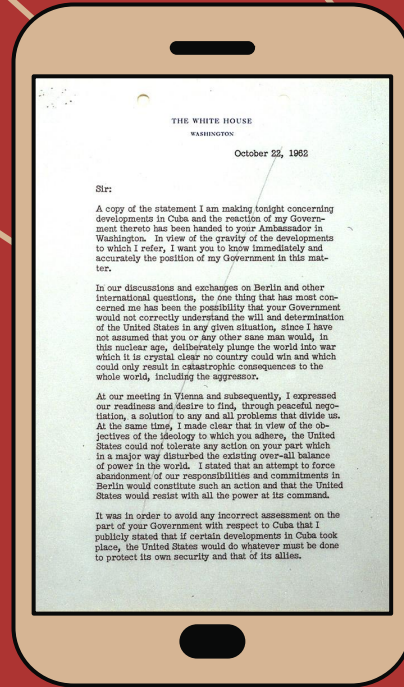 THE WHITE HOUSE
WASHINGTON
October 22, 1962
Sir:
A copy of the statement I am making tonight concerning
developments in Cuba and the reaction of my Govern-
ment thereto has been handed to your Ambassador in
Washington. In view of the gravity of the developments
to which I refer, I want you to know immediately and
accurately the position of my Government in this mat-
ter.
In our discussions and exchanges on Berlin and other
international questions, the one thing that has most con-
cerned me has been the possibility that your Government
would not correctly understand the will and determination
of the United States in any given situation, since I have
not assumed that you or any other sane man would, in
this nuclear age, deliberately plunge the world into war
which it is crystal clear no country could win and which
could only result in catastrophic consequences to the
whole world, including the aggressor.
At our meeting in Vienna and subsequently, I expressed
our readiness and desire to find, through peaceful nego-
tiation, a solution to any and all problems that divide us.
At the same time, I made clear that in view of the ob-
jectives of the ideology to which you adhere, the United
States could not tolerate any action on your part which
in a major way disturbed the existing over-all balance
of power in the world. I stated that an attempt to force
abandonment of our responsibilities and commitments in
Berlin would constitute such an action and that the United
States would resist with all the power at its command.
It was in order to avoid any incorrect assessment on the
part of your Government with respect to Cuba that I
publicly stated that if certain developments in Cuba took
place, the United States would do whatever must be done
to protect its own security and that of its allies.